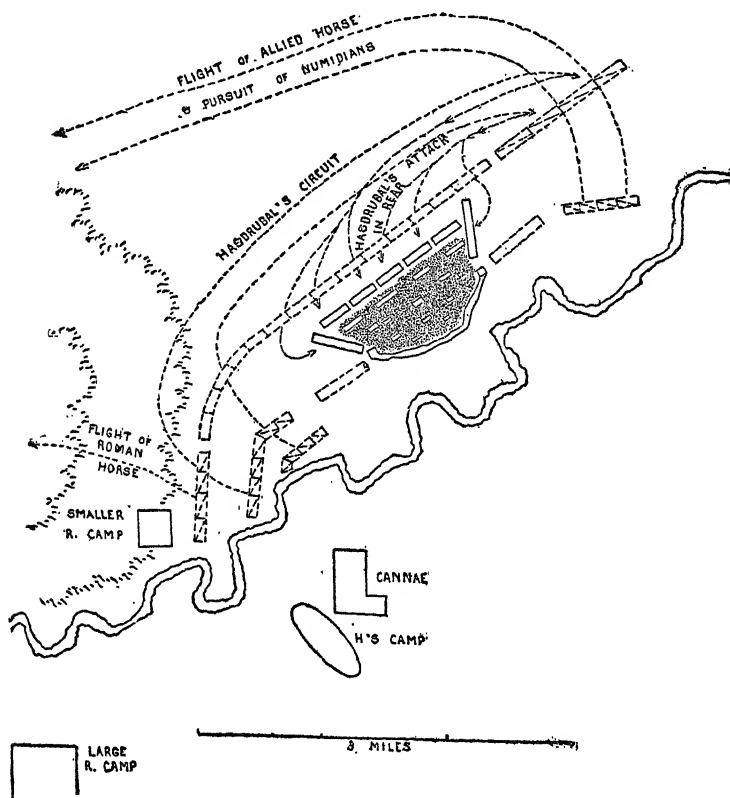 FLIGHT OF ALLIED HORSE
& PURSUIT OF NUMIDIANS
HASDRUBAL'S CIRCUIT
HASDRUBAL'S ATTACK
IN REAR
FLIGHT OF
ROMAN
HORSE
SMALLER
R. CAMP
CANNAE
H'S CAMP
3. MILES
LARGE
R. CAMP